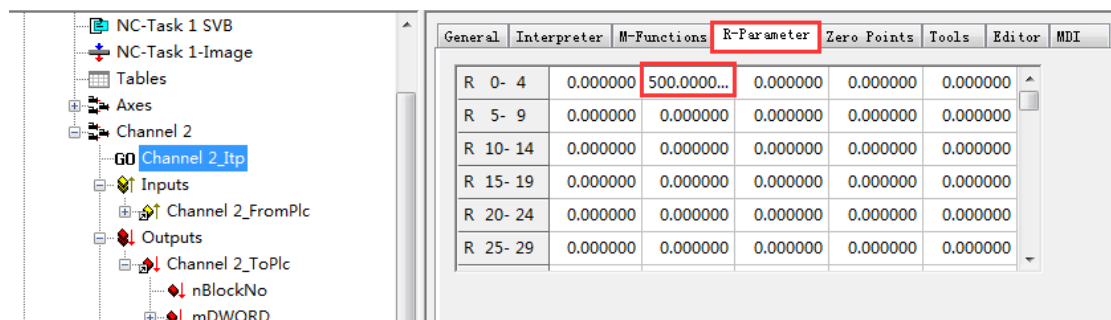 NC-Task 1 SVB
NC-Task 1-Image
Tables
Axes
Channel 2
GO Channel 2_Itp
Inputs
Channel 2_FromPlc
Outputs
Channel 2_ToPlc
nBlockNo
mDWORD
General Interpreter M-Functions R-Parameter Zero Points Tools Editor MDI
R 0- 4 0.000000 500.0000... 0.000000 0.000000 0.000000
R 5- 9 0.000000 0.000000 0.000000 0.000000 0.000000
R 10- 14 0.000000 0.000000 0.000000 0.000000 0.000000
R 15- 19 0.000000 0.000000 0.000000 0.000000 0.000000
R 20- 24 0.000000 0.000000 0.000000 0.000000 0.000000
R 25- 29 0.000000 0.000000 0.000000 0.000000 0.000000